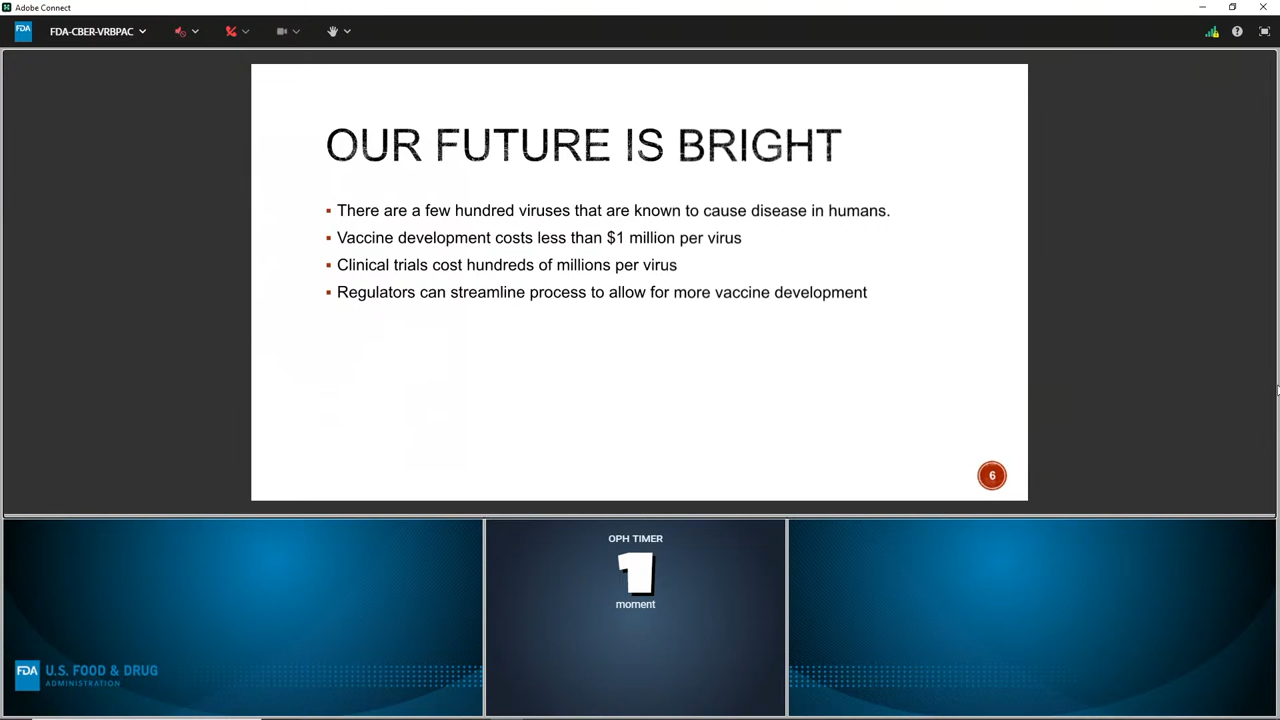 Adobe Connect
FDA
FDA-CBER-VRBPAC
OUR FUTURE IS BRIGHT
▪ There are a few hundred viruses that are known to cause disease in humans.
▪ Vaccine development costs less than $1 million per virus
▪ Clinical trials cost hundreds of millions per virus
▪ Regulators can streamline process to allow for more vaccine development
6
OPH TIMER
1
moment
FDA
U.S. FOOD & DRUG
ADMINISTRATION